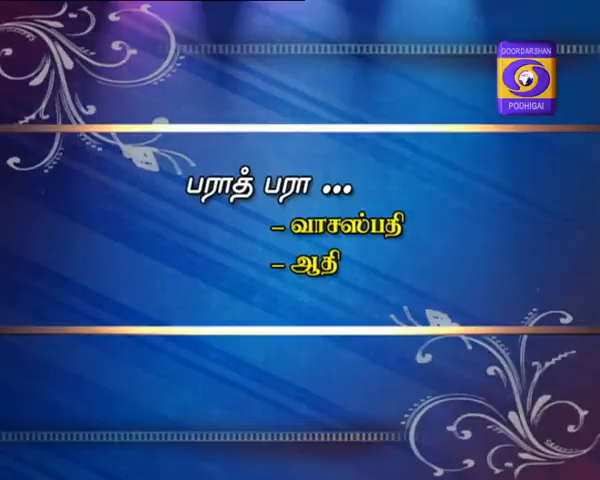 DOORDARSHAN
PODHIGAI
பராத் பரா ...
– வாசஸ்பதி
– ஆதி